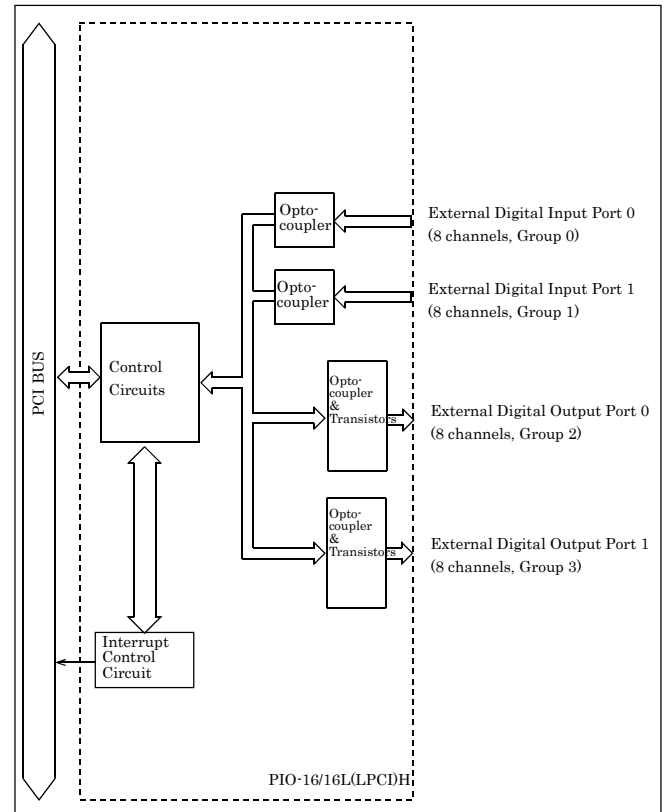 Opto-
coupler
External Digital Input Port 0
(8 channels, Group 0)
Opto-
coupler
External Digital Input Port 1
(8 channels, Group 1)
PCI BUS
Control
Circuits
Opto-
coupler
&
Transistors
External Digital Output Port 0
(8 channels, Group 2)
Opto-
coupler
&
Transistors
External Digital Output Port 1
(8 channels, Group 3)
Interrupt
Control
Circuit
PIO-16/16L(LPCI)H